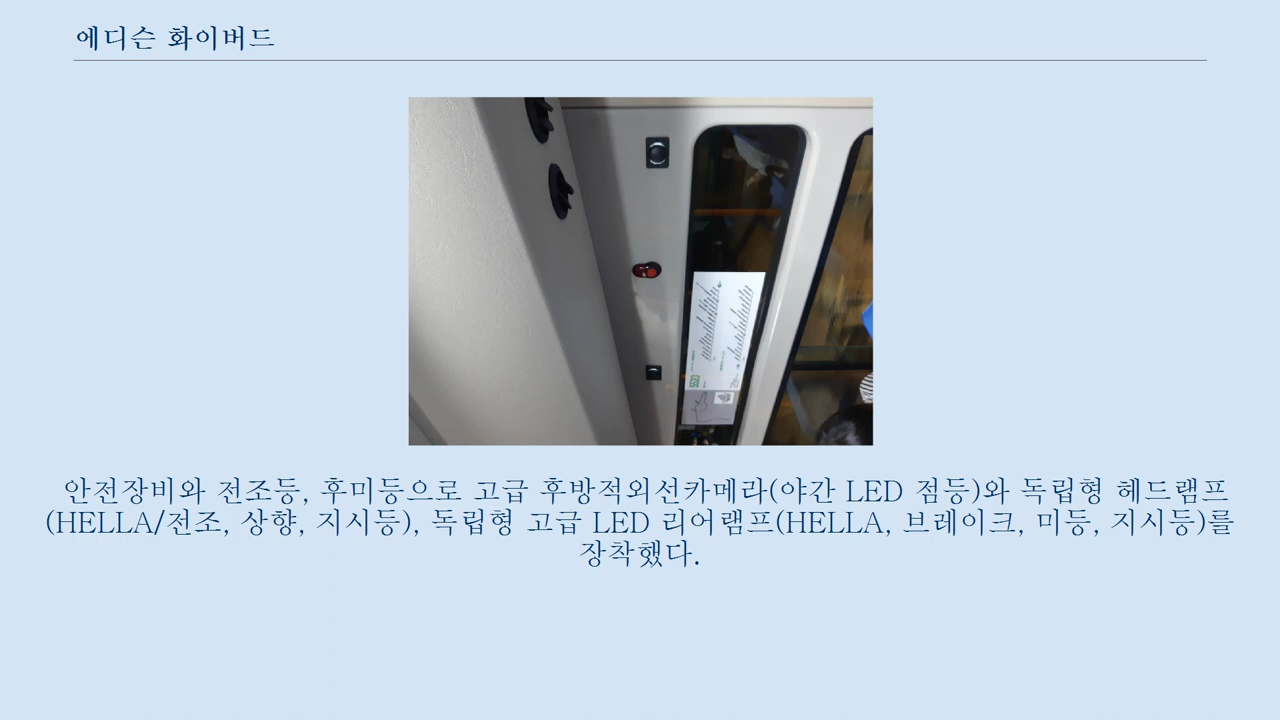 에디슨 화이버드
안전장비와 전조등, 후미등으로 고급 후방적외선카메라(야간 LED 점등)와 독립형 헤드램프
(HELLA/전조, 상향, 지시등), 독립형 고급 LED 리어램프(HELLA, 브레이크, 미등, 지시등)를
장착했다.